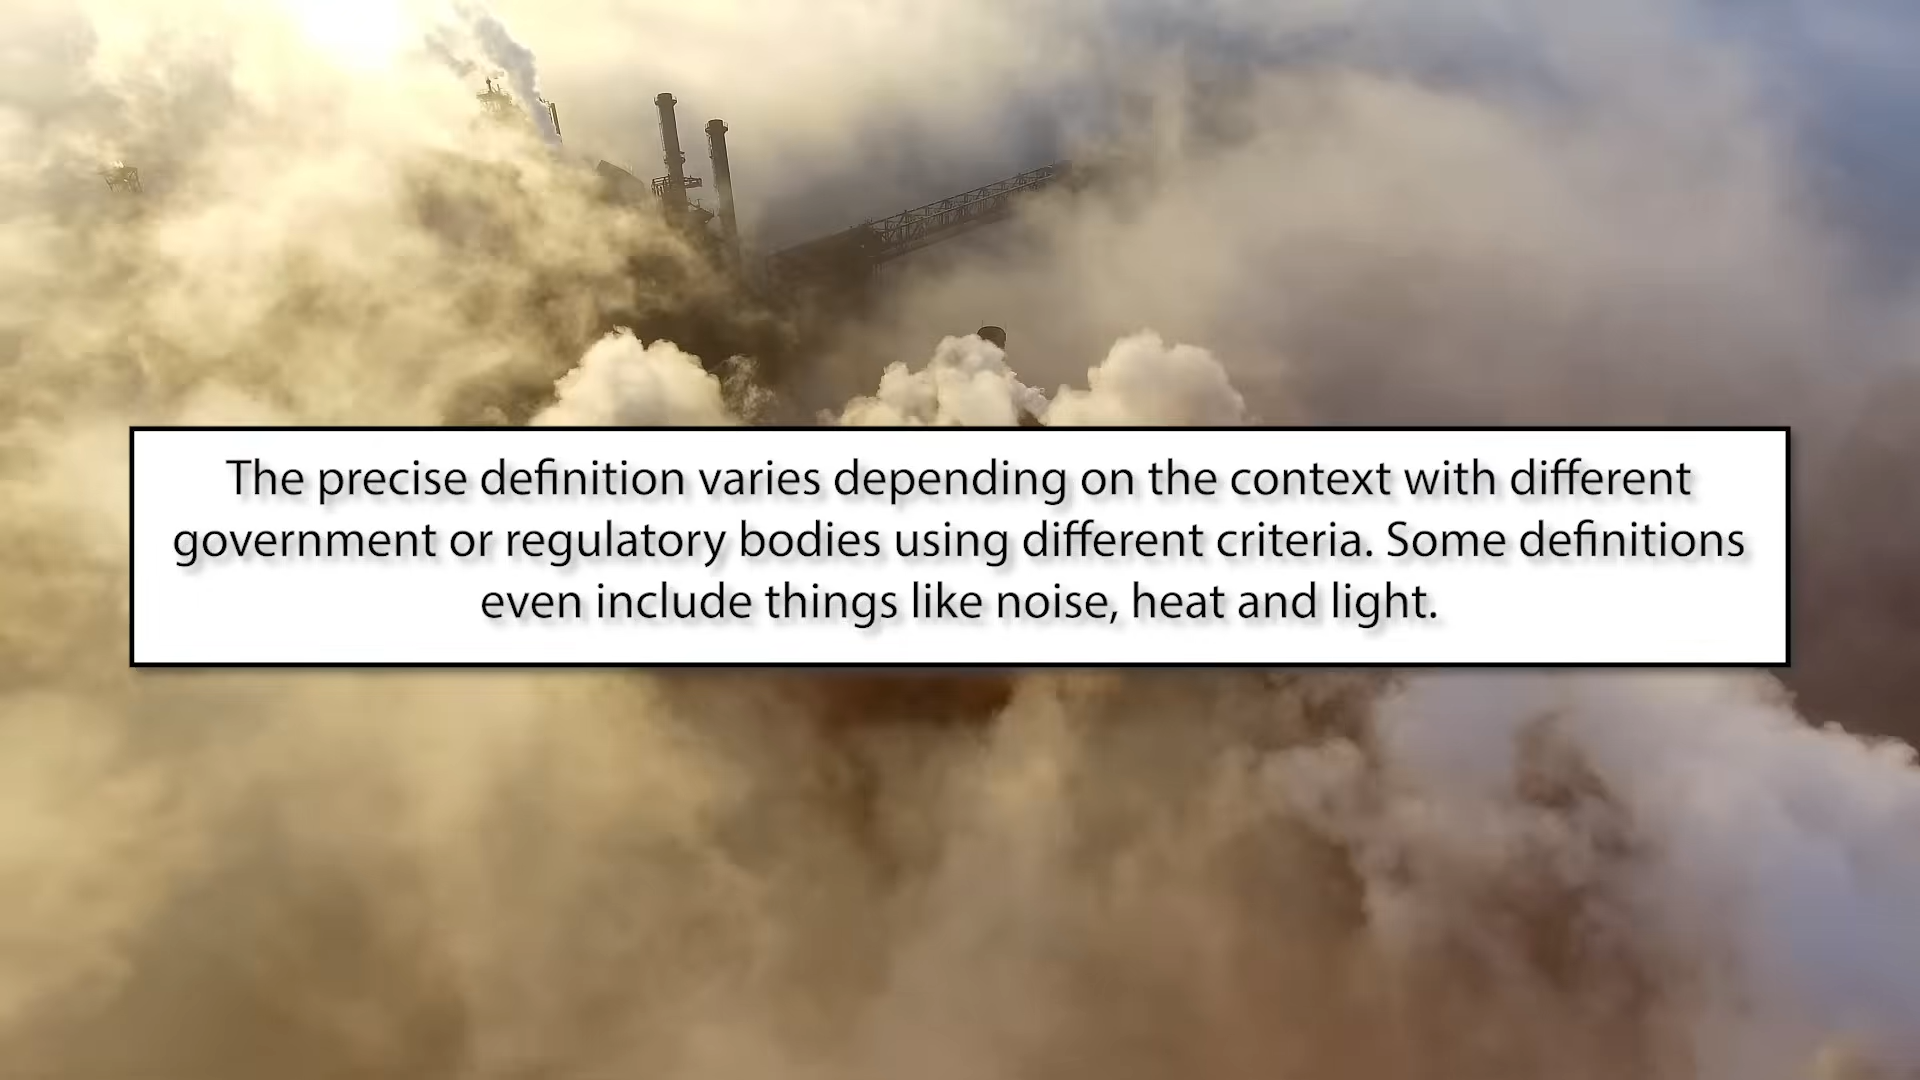 The precise definition varies depending on the context with different
government or regulatory bodies using different criteria. Some definitions
even include things like noise, heat and light.